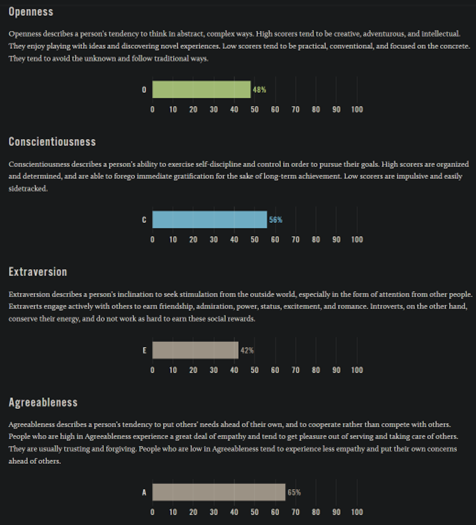 Openness
Openness describes a person's tendency to think in abstract, complex ways. High scorers tend to be creative, adventurous, and intellectual.
They enjoy playing with ideas and discovering novel experiences. Low scorers tend to be practical, conventional, and focused on the concrete.
They tend to avoid the unknown and follow traditional ways.
O 48%
0 10 20 30 40 50 60 70 80 90 100
Conscientiousness
Conscientiousness describes a person's ability to exercise self-discipline and control in order to pursue their goals. High scorers are organized
and determined, and are able to forego immediate gratification for the sake of long-term achievement. Low scorers are impulsive and easily
sidetracked.
C 56%
0 10 20 30 40 50 60 70 80 90 100
Extraversion
Extraversion describes a person's inclination to seek stimulation from the outside world, especially in the form of attention from other people.
Extraverts engage actively with others to earn friendship, admiration, power, status, excitement, and romance. Introverts, on the other hand,
conserve their energy, and do not work as hard to earn these social rewards.
E 42%
0 10 20 30 40 50 60 70 80 90 100
Agreeableness
Agreeableness describes a person's tendency to put others' needs ahead of their own, and to cooperate rather than compete with others.
People who are high in Agreeableness experience a great deal of empathy and tend to get pleasure out of serving and taking care of others.
They are usually trusting and forgiving. People who are low in Agreeableness tend to experience less empathy and put their own concerns
ahead of others.
A 65%
0 10 20 30 40 50 60 70 80 90 100